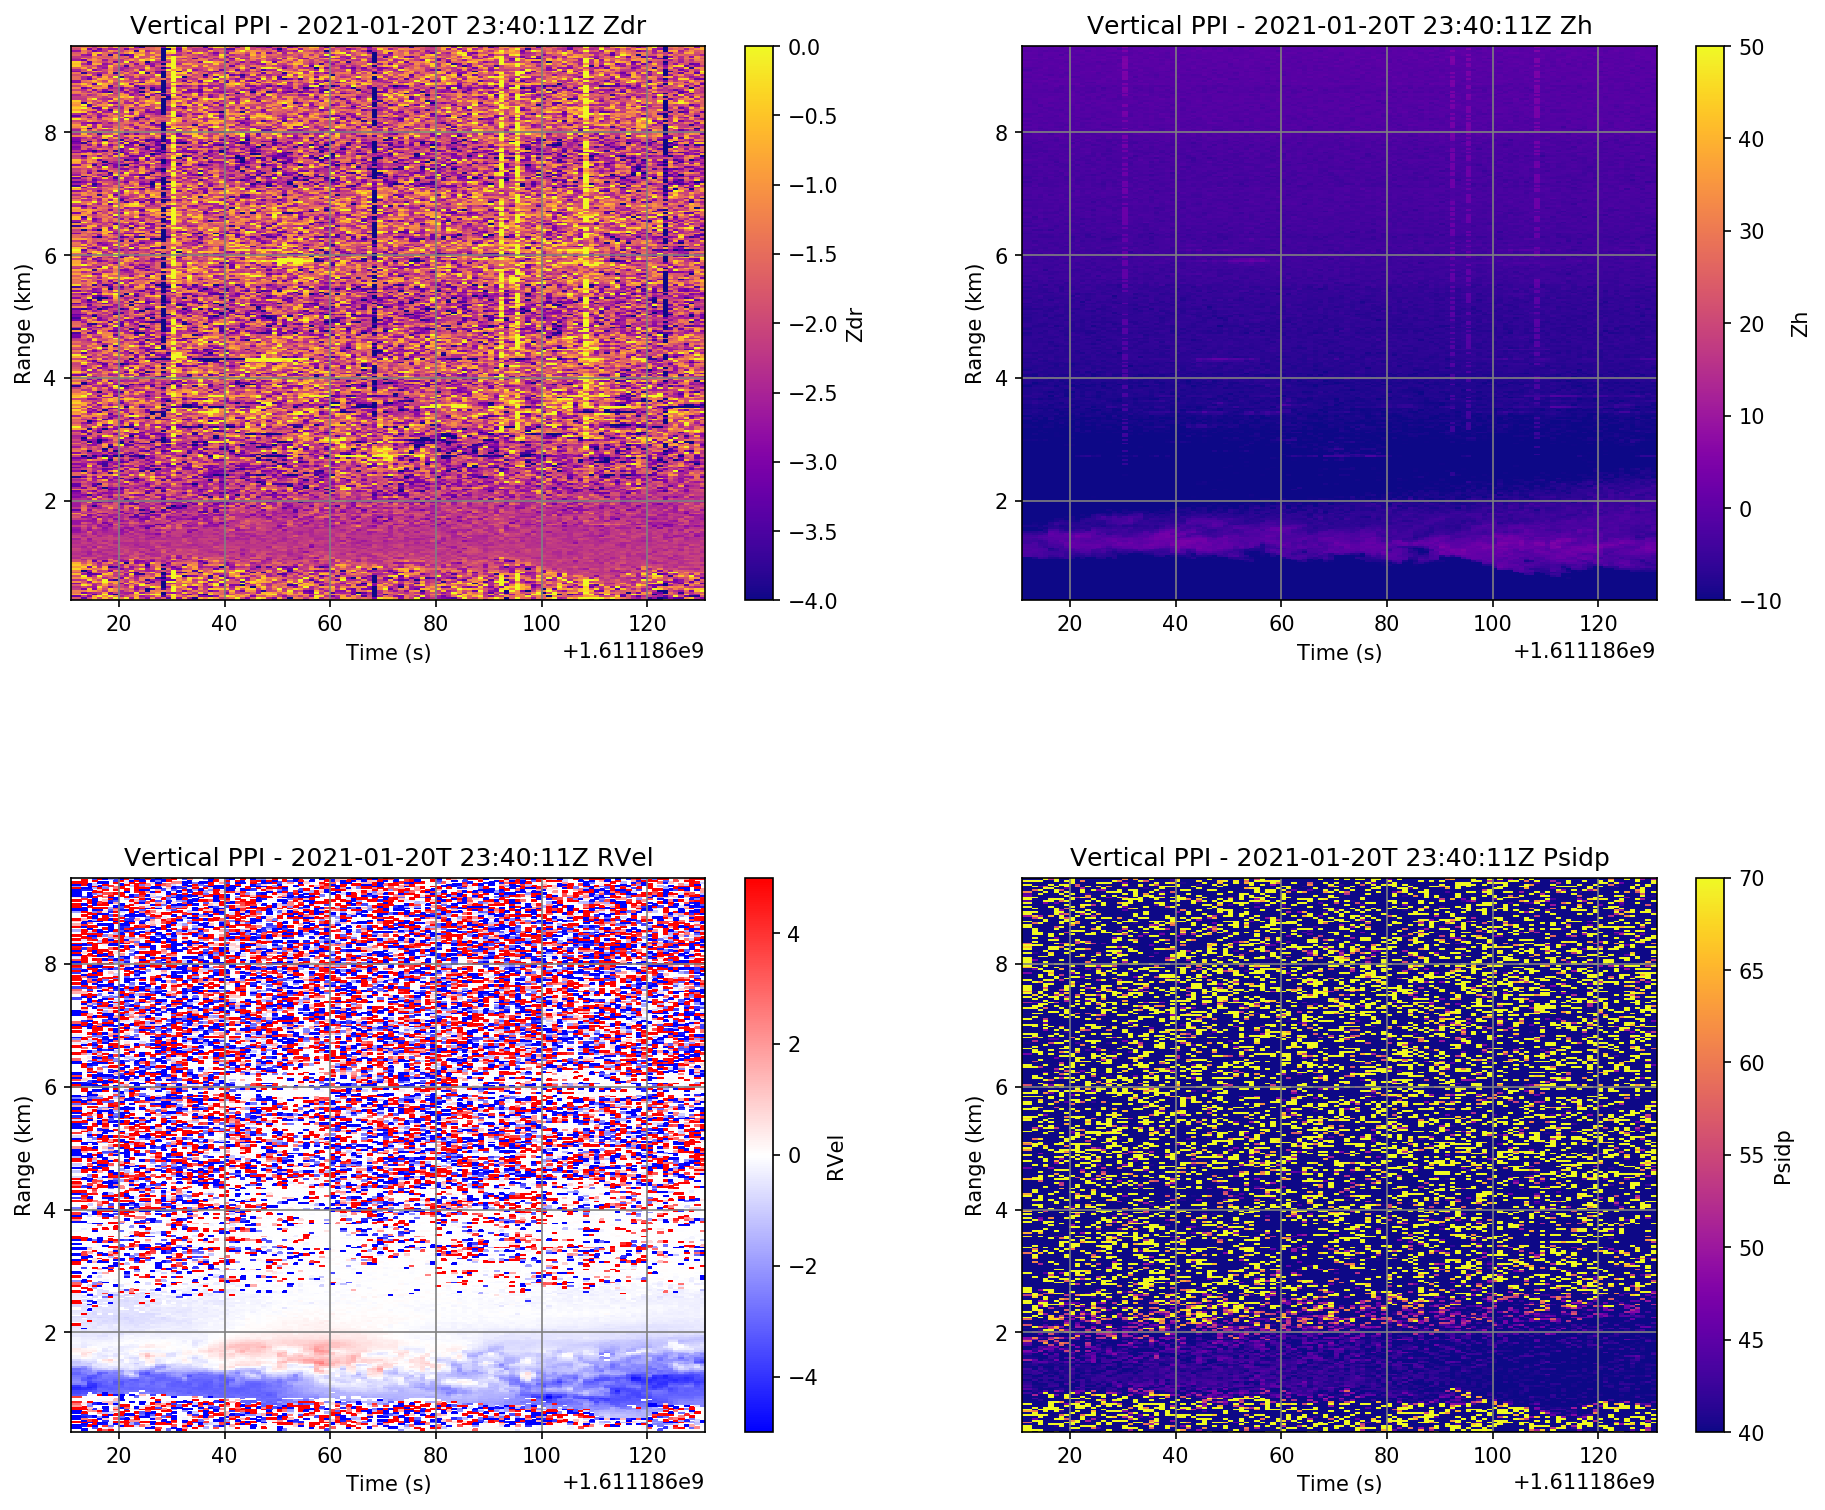 Vertical PPI - 2021-01-20T 23:40:11Z Zdr
Range (km)
8
6
4
2
20 40 60 80 100 120
Time (s)
+1.611186e9
0.0
−0.5
−1.0
−1.5
−2.0
−2.5
−3.0
−3.5
−4.0
Zdr
Vertical PPI - 2021-01-20T 23:40:11Z Zh
Range (km)
8
6
4
2
20 40 60 80 100 120
Time (s)
+1.611186e9
50
40
30
20
10
0
−10
Zh
Vertical PPI - 2021-01-20T 23:40:11Z RVel
Range (km)
8
6
4
2
20 40 60 80 100 120
Time (s)
+1.611186e9
4
2
0
−2
−4
RVel
Vertical PPI - 2021-01-20T 23:40:11Z Psidp
Range (km)
8
6
4
2
20 40 60 80 100 120
Time (s)
+1.611186e9
70
65
60
55
50
45
40
Psidp